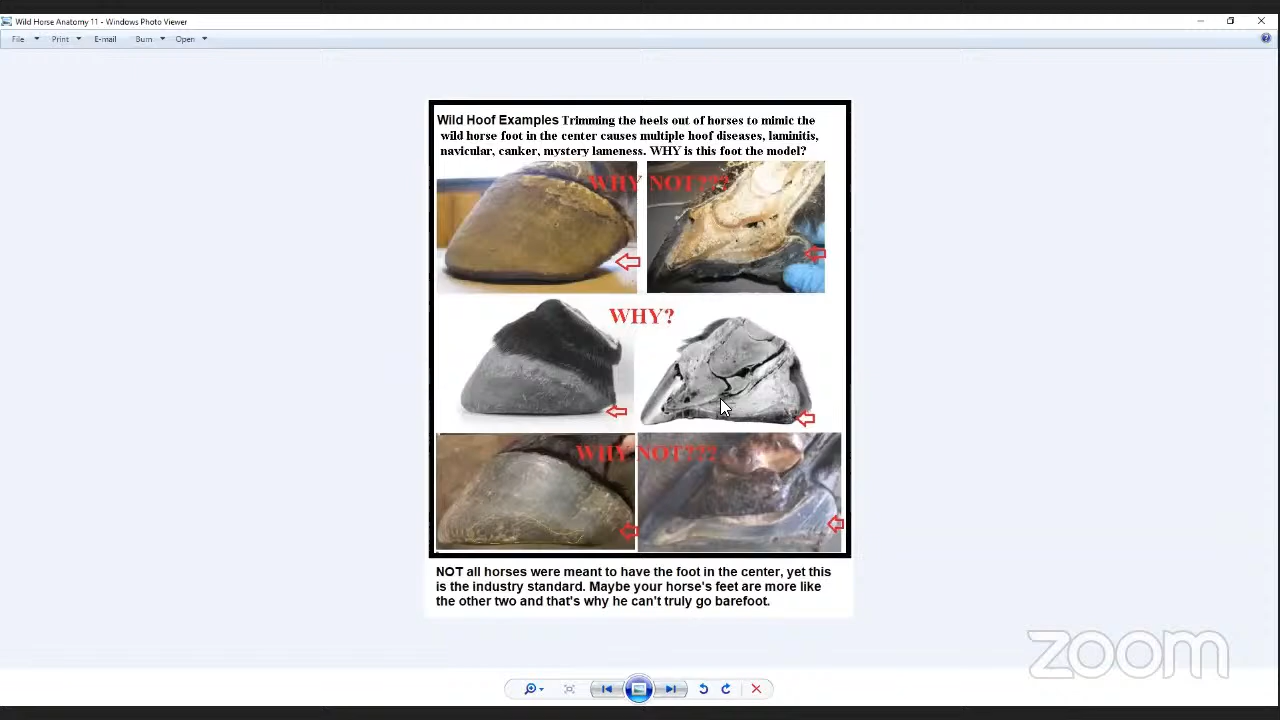 Wild Horse Anatomy 11 - Windows Photo Viewer
File Print E-mail Burn Open
Wild Hoof Examples Trimming the heels out of horses to mimic the
wild horse foot in the center causes multiple hoof diseases, laminitis,
navicular, canker, mystery lameness. WHY is this foot the model?
WHY NOT???
WHY?
WHY NOT???
NOT all horses were meant to have the foot in the center, yet this
is the industry standard. Maybe your horse's feet are more like
the other two and that's why he can't truly go barefoot.
zoom